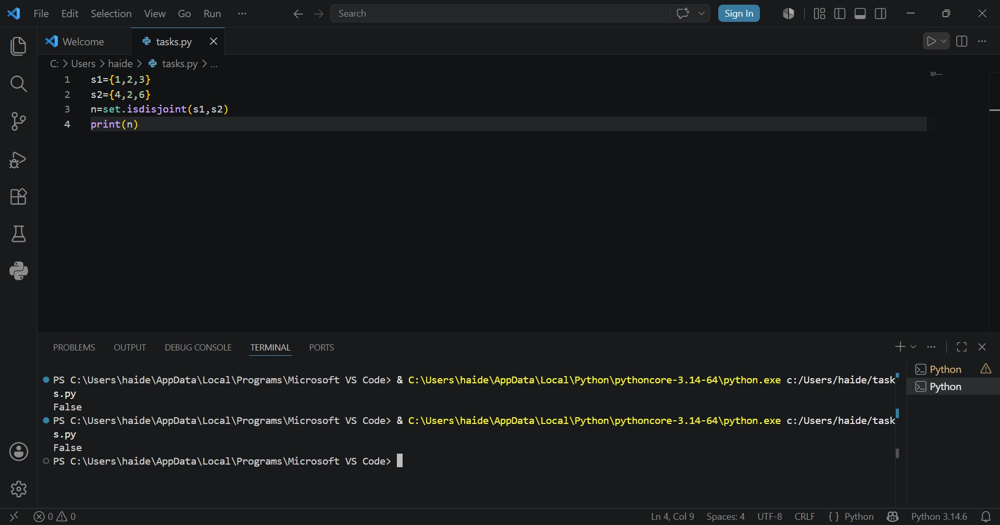 File Edit Selection View Go Run ··· Search Sign In
Welcome tasks.py
C: > Users > haide > tasks.py > ...
1 s1={1,2,3}
2 s2={4,2,6}
3 n=set.isdisjoint(s1,s2)
4 print(n)
PROBLEMS OUTPUT DEBUG CONSOLE TERMINAL PORTS
Python
Python
PS C:\Users\haide\AppData\Local\Programs\Microsoft VS Code> & C:\Users\haide\AppData\Local\Python\pythoncore-3.14-64\python.exe c:/Users/haide/task
s.py
False
PS C:\Users\haide\AppData\Local\Programs\Microsoft VS Code> & C:\Users\haide\AppData\Local\Python\pythoncore-3.14-64\python.exe c:/Users/haide/task
s.py
False
PS C:\Users\haide\AppData\Local\Programs\Microsoft VS Code>
0 0 Ln 4, Col 9 Spaces: 4 UTF-8 CRLF { } Python Python 3.14.6